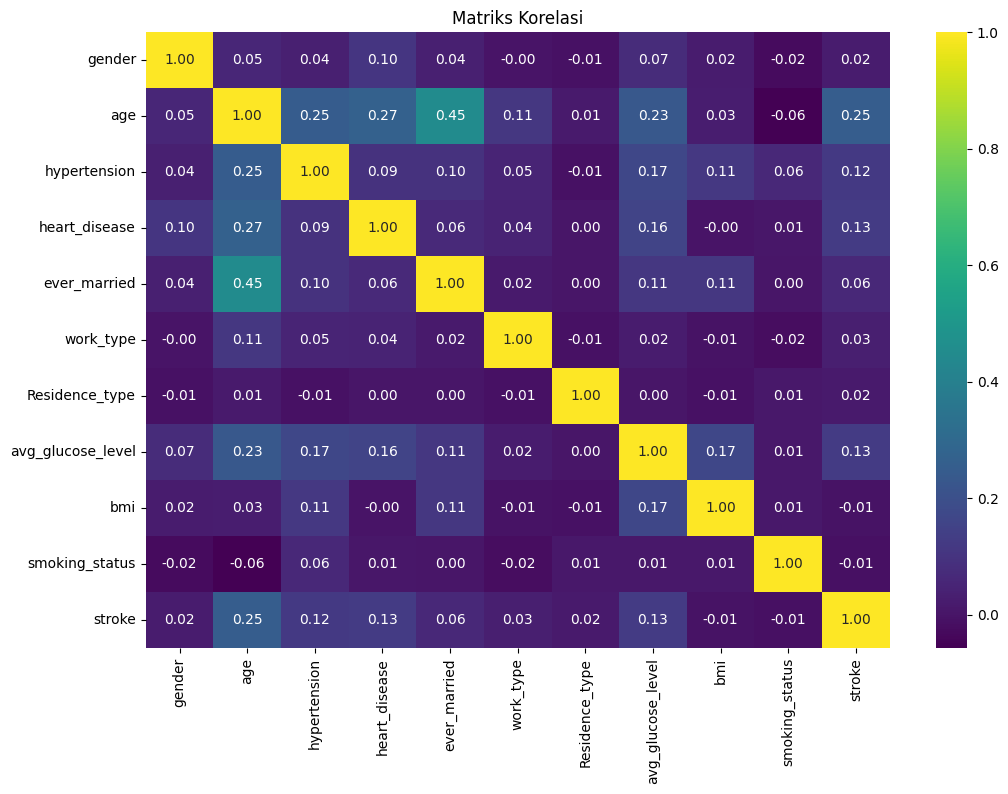 Matriks Korelasi
gender 1.00 0.05 0.04 0.10 0.04 -0.00 -0.01 0.07 0.02 -0.02 0.02
age 0.05 1.00 0.25 0.27 0.45 0.11 0.01 0.23 0.03 -0.06 0.25
hypertension 0.04 0.25 1.00 0.09 0.10 0.05 -0.01 0.17 0.11 0.06 0.12
heart_disease 0.10 0.27 0.09 1.00 0.06 0.04 0.00 0.16 -0.00 0.01 0.13
ever_married 0.04 0.45 0.10 0.06 1.00 0.02 0.00 0.11 0.11 0.00 0.06
work_type -0.00 0.11 0.05 0.04 0.02 1.00 -0.01 0.02 -0.01 -0.02 0.03
Residence_type -0.01 0.01 -0.01 0.00 0.00 -0.01 1.00 0.00 -0.01 0.01 0.02
avg_glucose_level 0.07 0.23 0.17 0.16 0.11 0.02 0.00 1.00 0.17 0.01 0.13
bmi 0.02 0.03 0.11 -0.00 0.11 -0.01 -0.01 0.17 1.00 0.01 -0.01
smoking_status -0.02 -0.06 0.06 0.01 0.00 -0.02 0.01 0.01 0.01 1.00 -0.01
stroke 0.02 0.25 0.12 0.13 0.06 0.03 0.02 0.13 -0.01 -0.01 1.00
gender
age
hypertension
heart_disease
ever_married
work_type
Residence_type
avg_glucose_level
bmi
smoking_status
stroke
1.0
0.8
0.6
0.4
0.2
0.0